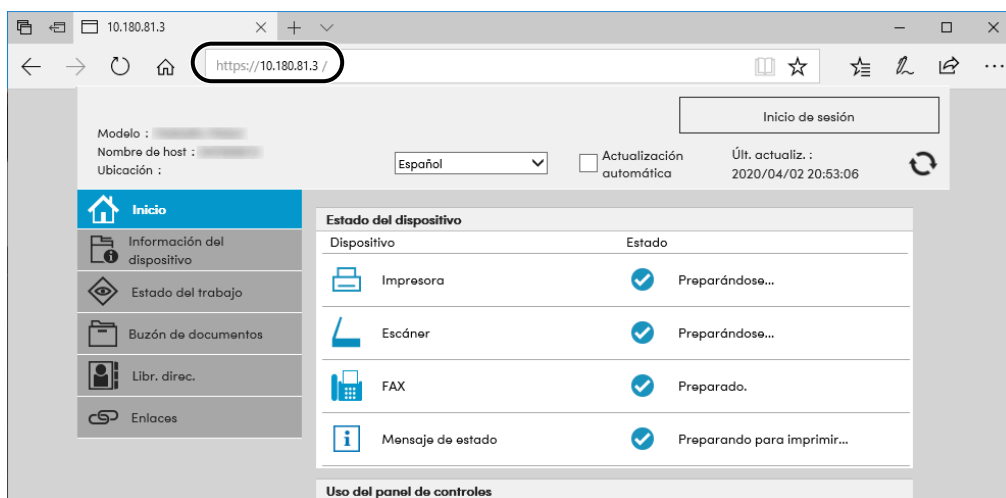 10.180.81.3
https://10.180.81.3 /
Inicio de sesión
Modelo :
Nombre de host :
Ubicación :
Español
Actualización
automática
Últ. actualiz. :
2020/04/02 20:53:06
Inicio
Información del
dispositivo
Estado del trabajo
Buzón de documentos
Libr. direc.
Enlaces
Estado del dispositivo
Dispositivo Estado
Impresora Preparándose...
Escáner Preparándose...
FAX Preparado.
Mensaje de estado Preparando para imprimir...
Uso del panel de controles